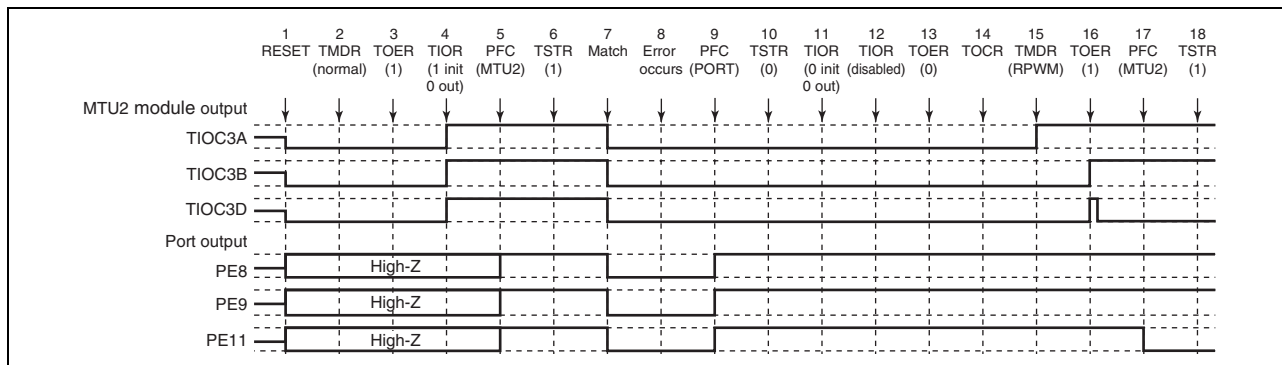 1 2 3 4 5 6 7 8 9 10 11 12 13 14 15 16 17 18
RESET TMDR TOER TIOR PFC TSTR Match Error PFC TSTR TIOR TIOR TOER TOCR TMDR TOER PFC TSTR
(normal) (1) (1 init (MTU2) (1) occurs (PORT) (0) (0 init (disabled) (0) (RPWM) (1) (MTU2) (1)
0 out) 0 out)
MTU2 module output
TIOC3A
TIOC3B
TIOC3D
Port output
PE8 High-Z
PE9 High-Z
PE11 High-Z